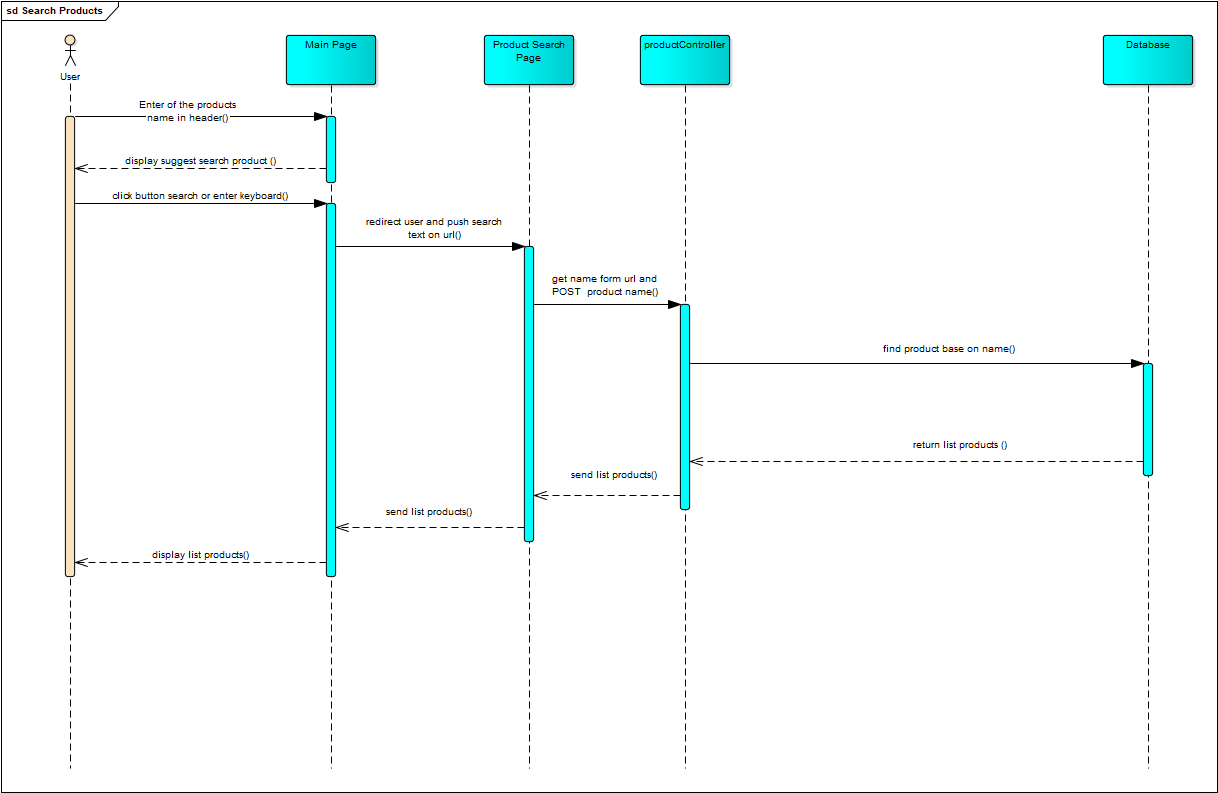 sd Search Products
User
Main Page
Product Search
Page
productController
Database
Enter of the products
name in header()
display suggest search product ()
click button search or enter keyboard()
redirect user and push search
text on url()
get name form url and
POST  product name()
find product base on name()
return list products ()
send list products()
send list products()
display list products()